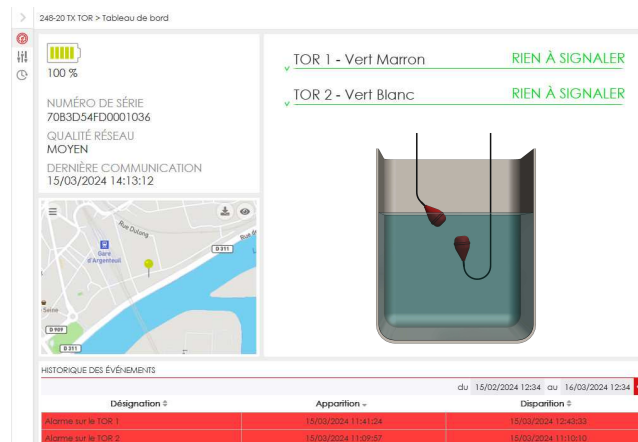 248-20 TX TOR > Tableau de bord
100 %
NUMÉRO DE SÉRIE
70B3D54FD0001036
QUALITÉ RÉSEAU
MOYEN
DERNIÈRE COMMUNICATION
15/03/2024 14:13:12
TOR 1 - Vert Marron RIEN À SIGNALER
TOR 2 - Vert Blanc RIEN À SIGNALER
Rue Dulong
Gare
d'Argenteuil
D 311
Seine
D 909
D 311
HISTORIQUE DES ÉVÉNEMENTS
du 15/02/2024 12:34 au 16/03/2024 12:34
Désignation Apparition Disparition
Alarme sur le TOR 1 15/03/2024 11:41:24 15/03/2024 12:43:33
Alarme sur le TOR 2 15/03/2024 11:09:57 15/03/2024 11:10:10